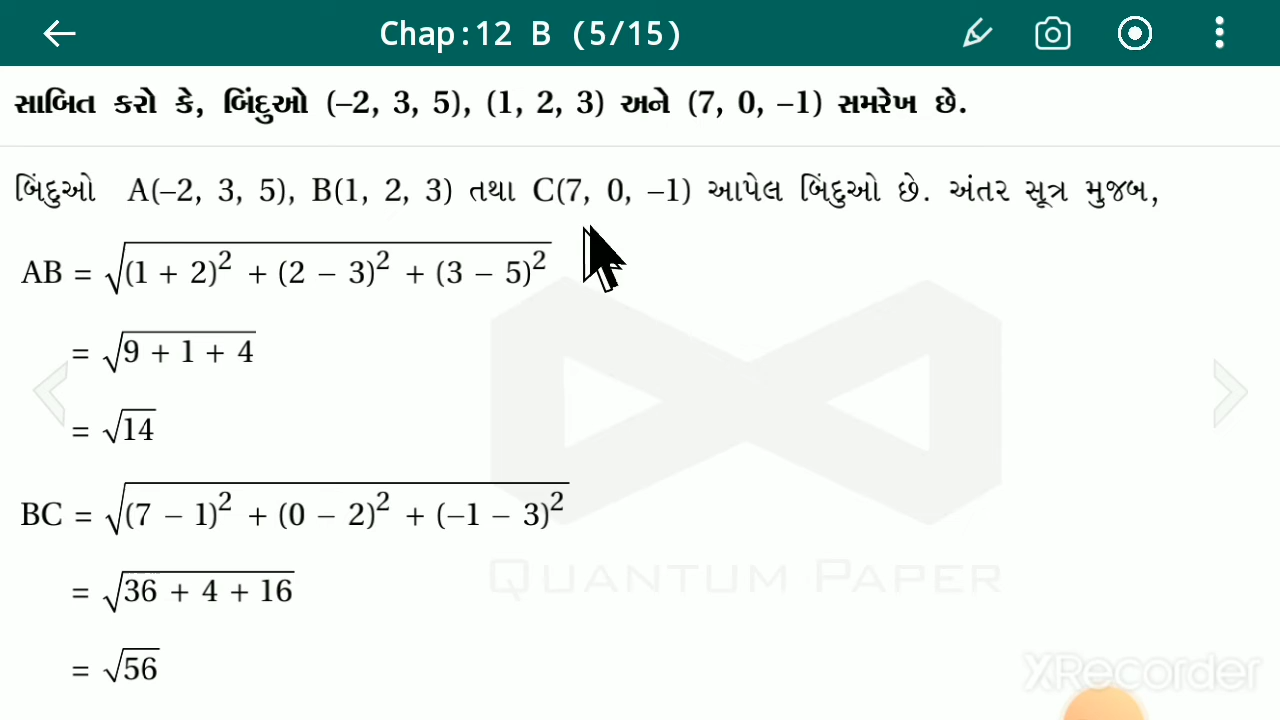 Chap:12 B (5/15)
સાબિત કરો કે, બિંદુઓ (–2, 3, 5), (1, 2, 3) અને (7, 0, –1) સમરેખ છે.
બિંદુઓ A(–2, 3, 5), B(1, 2, 3) તથા C(7, 0, –1) આપેલ બિંદુઓ છે. અંતર સૂત્ર મુજબ,
AB = √(1 + 2)² + (2 – 3)² + (3 – 5)²
= √9 + 1 + 4
= √14
BC = √(7 – 1)² + (0 – 2)² + (–1 – 3)²
= √36 + 4 + 16
= √56
QUANTUM PAPER
XRecorder